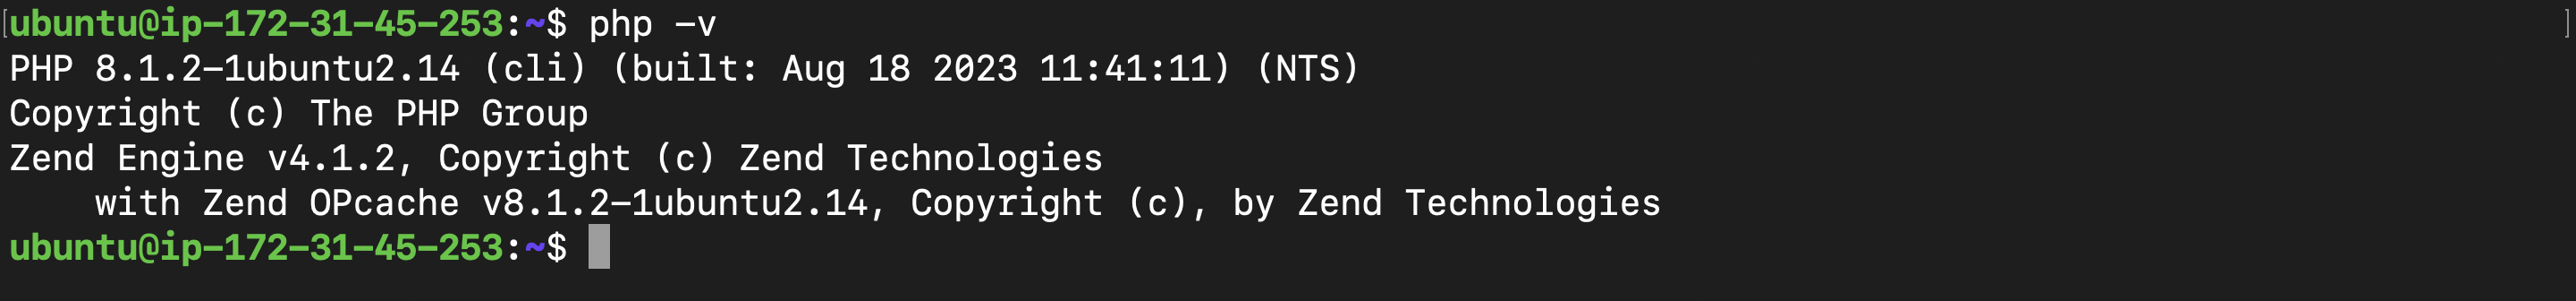 [ubuntu@ip-172-31-45-253:~$ php -v ]
PHP 8.1.2-1ubuntu2.14 (cli) (built: Aug 18 2023 11:41:11) (NTS)
Copyright (c) The PHP Group
Zend Engine v4.1.2, Copyright (c) Zend Technologies
    with Zend OPcache v8.1.2-1ubuntu2.14, Copyright (c), by Zend Technologies
ubuntu@ip-172-31-45-253:~$